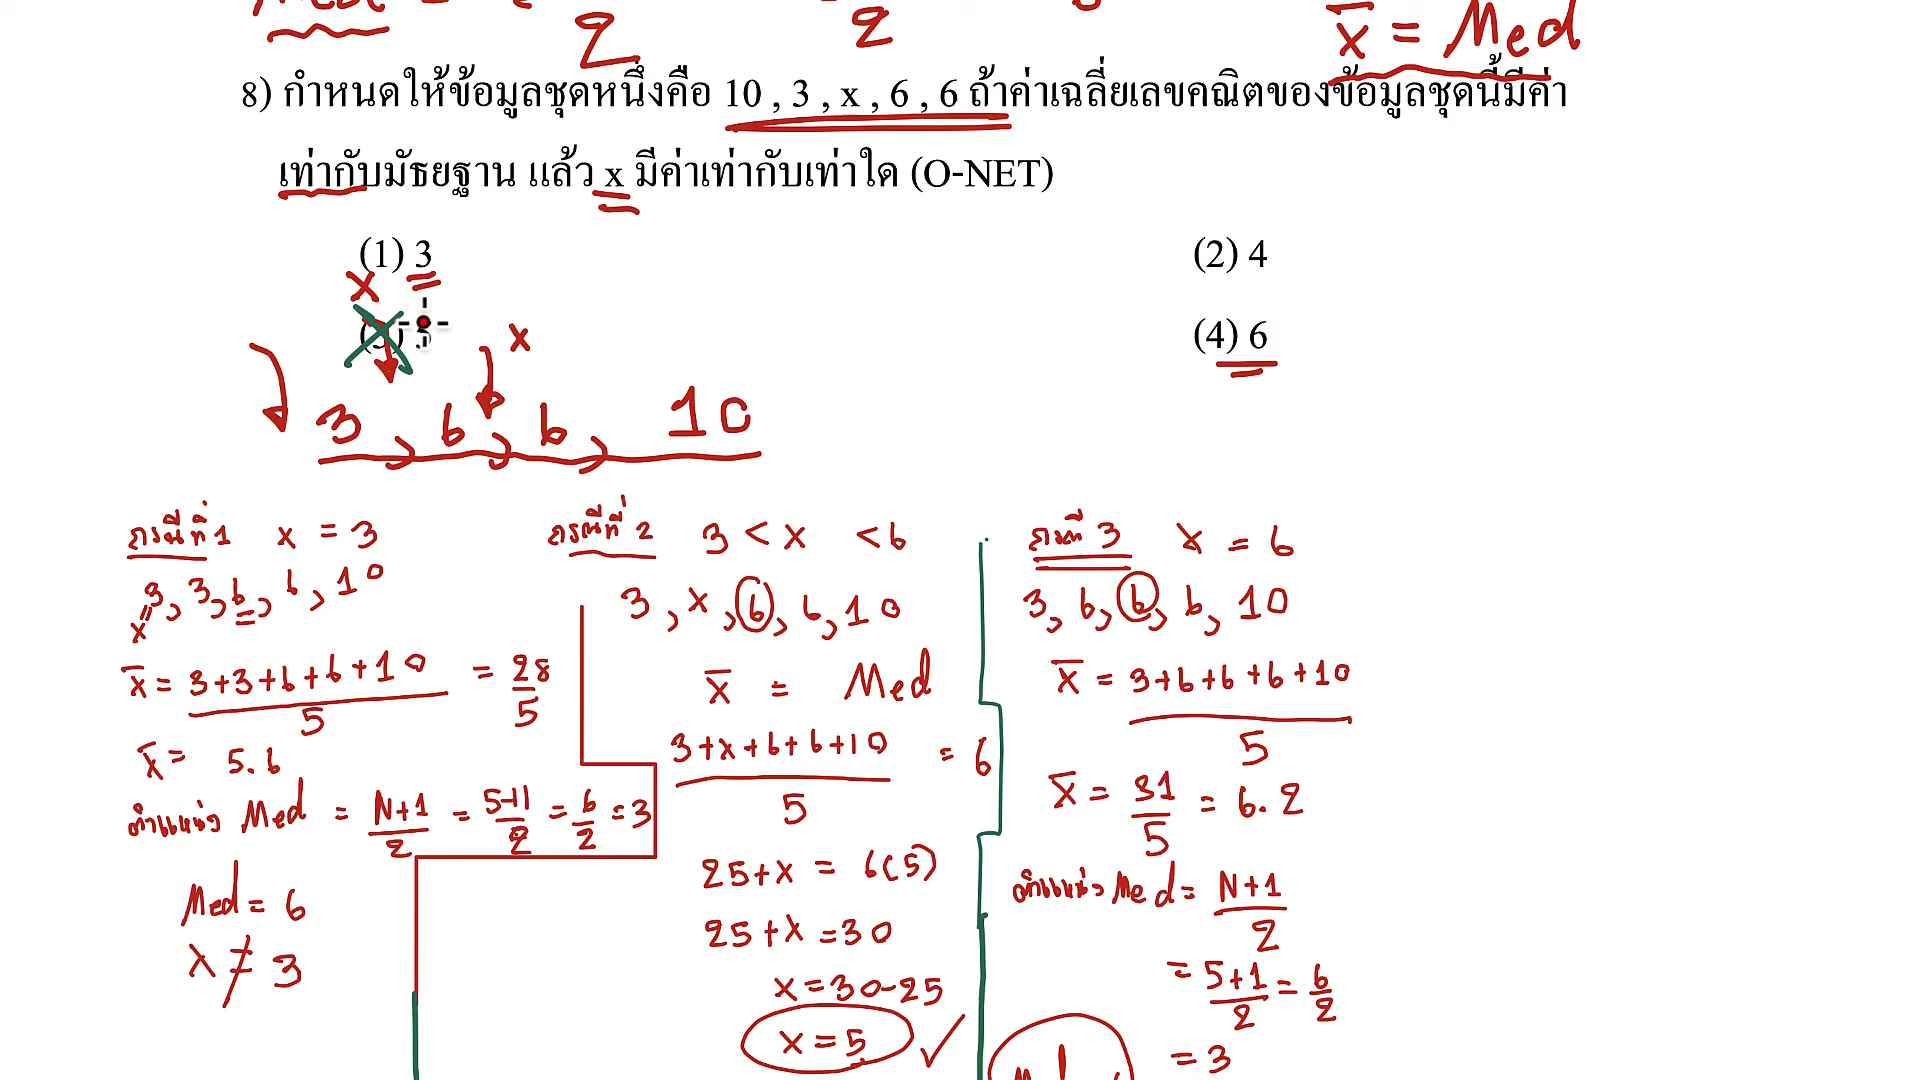 x̄ = Med
8) กำหนดให้ข้อมูลชุดหนึ่งคือ 10 , 3 , x , 6 , 6 ถ้าค่าเฉลี่ยเลขคณิตของข้อมูลชุดนี้มีค่า
เท่ากับมัธยฐาน แล้ว x มีค่าเท่ากับเท่าใด (O-NET)
(1) 3
(2) 4
x
(3) 5
(4) 6
x
3 , 6 , 6 , 10
กรณีที่ 1 x = 3
3, 3, 6, 6, 10
x
x̄ = 3+3+6+6+10 / 5 = 28/5
x̄ = 5.6
ตำแหน่ง Med = N+1/2 = 5+1/2 = 6/2 = 3
Med = 6
x ≠ 3
กรณีที่ 2 3 < x < 6
3, x, 6, 6, 10
x̄ = Med
3+x+6+6+10 / 5 = 6
25+x = 6(5)
25+x = 30
x = 30-25
x = 5 ✓
กรณี 3 x = 6
3, 6, 6, 6, 10
x̄ = 3+6+6+6+10 / 5
x̄ = 31/5 = 6.2
ตำแหน่ง Med = N+1/2
= 5+1/2 = 6/2
= 3